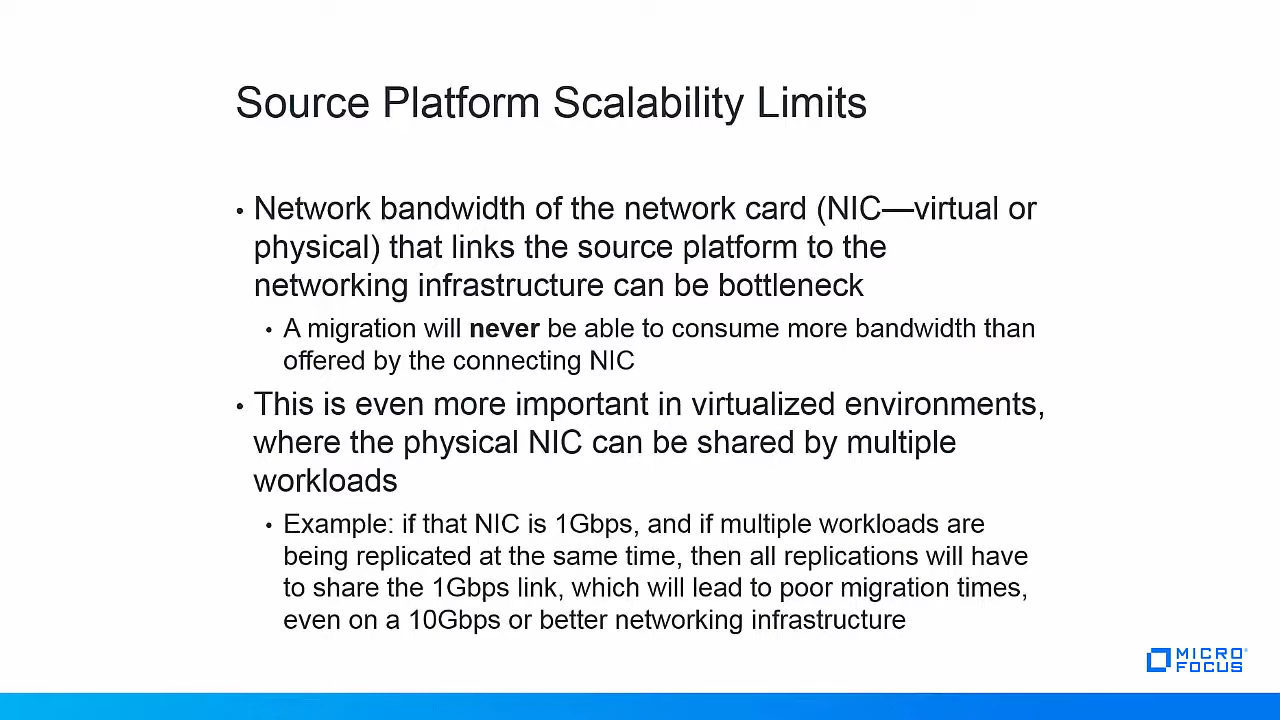 Source Platform Scalability Limits
• Network bandwidth of the network card (NIC—virtual or
physical) that links the source platform to the
networking infrastructure can be bottleneck
• A migration will never be able to consume more bandwidth than
offered by the connecting NIC
• This is even more important in virtualized environments,
where the physical NIC can be shared by multiple
workloads
• Example: if that NIC is 1Gbps, and if multiple workloads are
being replicated at the same time, then all replications will have
to share the 1Gbps link, which will lead to poor migration times,
even on a 10Gbps or better networking infrastructure
MICRO
FOCUS